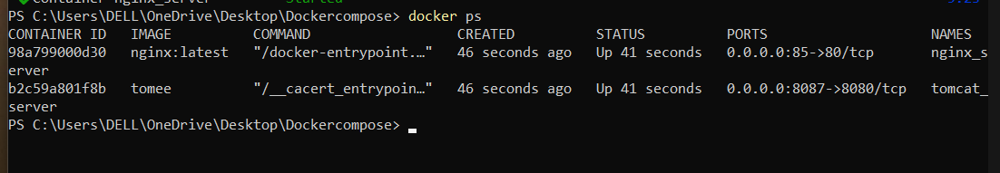 Container nginx_server Started 9.2s
PS C:\Users\DELL\OneDrive\Desktop\Dockercompose> docker ps
CONTAINER ID   IMAGE          COMMAND                  CREATED          STATUS          PORTS                    NAMES
98a799000d30   nginx:latest   "/docker-entrypoint.…"   46 seconds ago   Up 41 seconds   0.0.0.0:85->80/tcp       nginx_s
erver
b2c59a801f8b   tomee          "/__cacert_entrypoin…"   46 seconds ago   Up 41 seconds   0.0.0.0:8087->8080/tcp   tomcat_
server
PS C:\Users\DELL\OneDrive\Desktop\Dockercompose>